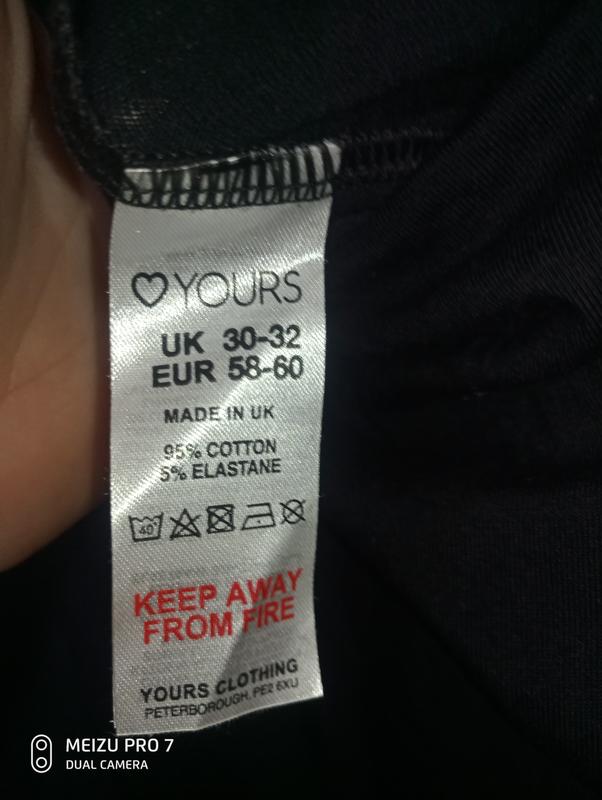 YOURS
UK 30-32
EUR 58-60
MADE IN UK
95% COTTON
5% ELASTANE
40
KEEP AWAY
FROM FIRE
YOURS CLOTHING
PETERBOROUGH. PE2 6XU
MEIZU PRO 7
DUAL CAMERA